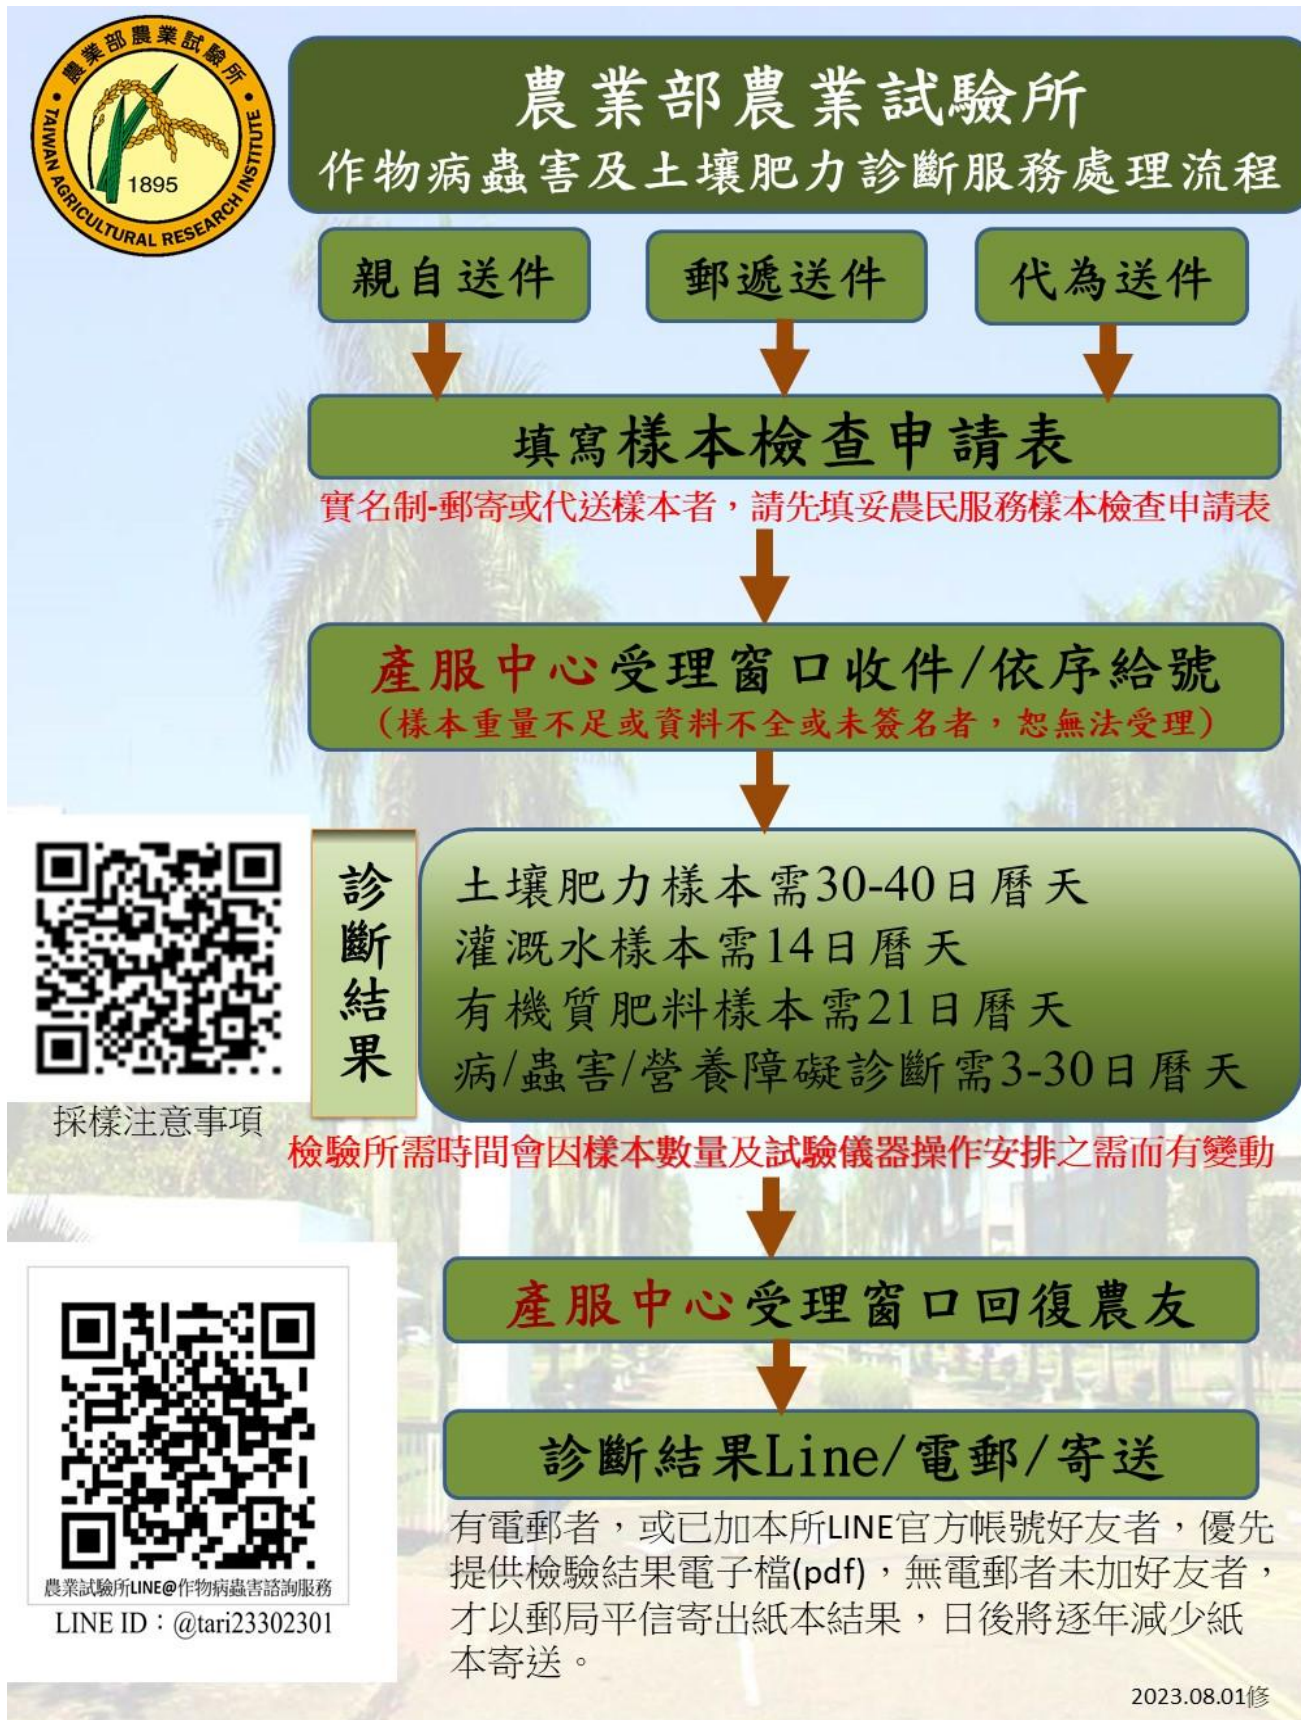 農業部農業試驗所
TAIWAN AGRICULTURAL RESEARCH INSTITUTE
1895
農業部農業試驗所
作物病蟲害及土壤肥力診斷服務處理流程
親自送件
郵遞送件
代為送件
填寫樣本檢查申請表
實名制-郵寄或代送樣本者，請先填妥農民服務樣本檢查申請表
產服中心受理窗口收件/依序給號
(樣本重量不足或資料不全或未簽名者，恕無法受理)
診斷結果
土壤肥力樣本需30-40日曆天
灌溉水樣本需14日曆天
有機質肥料樣本需21日曆天
病/蟲害/營養障礙診斷需3-30日曆天
採樣注意事項
檢驗所需時間會因樣本數量及試驗儀器操作安排之需而有變動
產服中心受理窗口回復農友
診斷結果Line/電郵/寄送
有電郵者，或已加本所LINE官方帳號好友者，優先
提供檢驗結果電子檔(pdf)，無電郵者未加好友者，
才以郵局平信寄出紙本結果，日後將逐年減少紙
本寄送。
農業試驗所LINE@作物病蟲害諮詢服務
LINE ID：@tari23302301
2023.08.01修